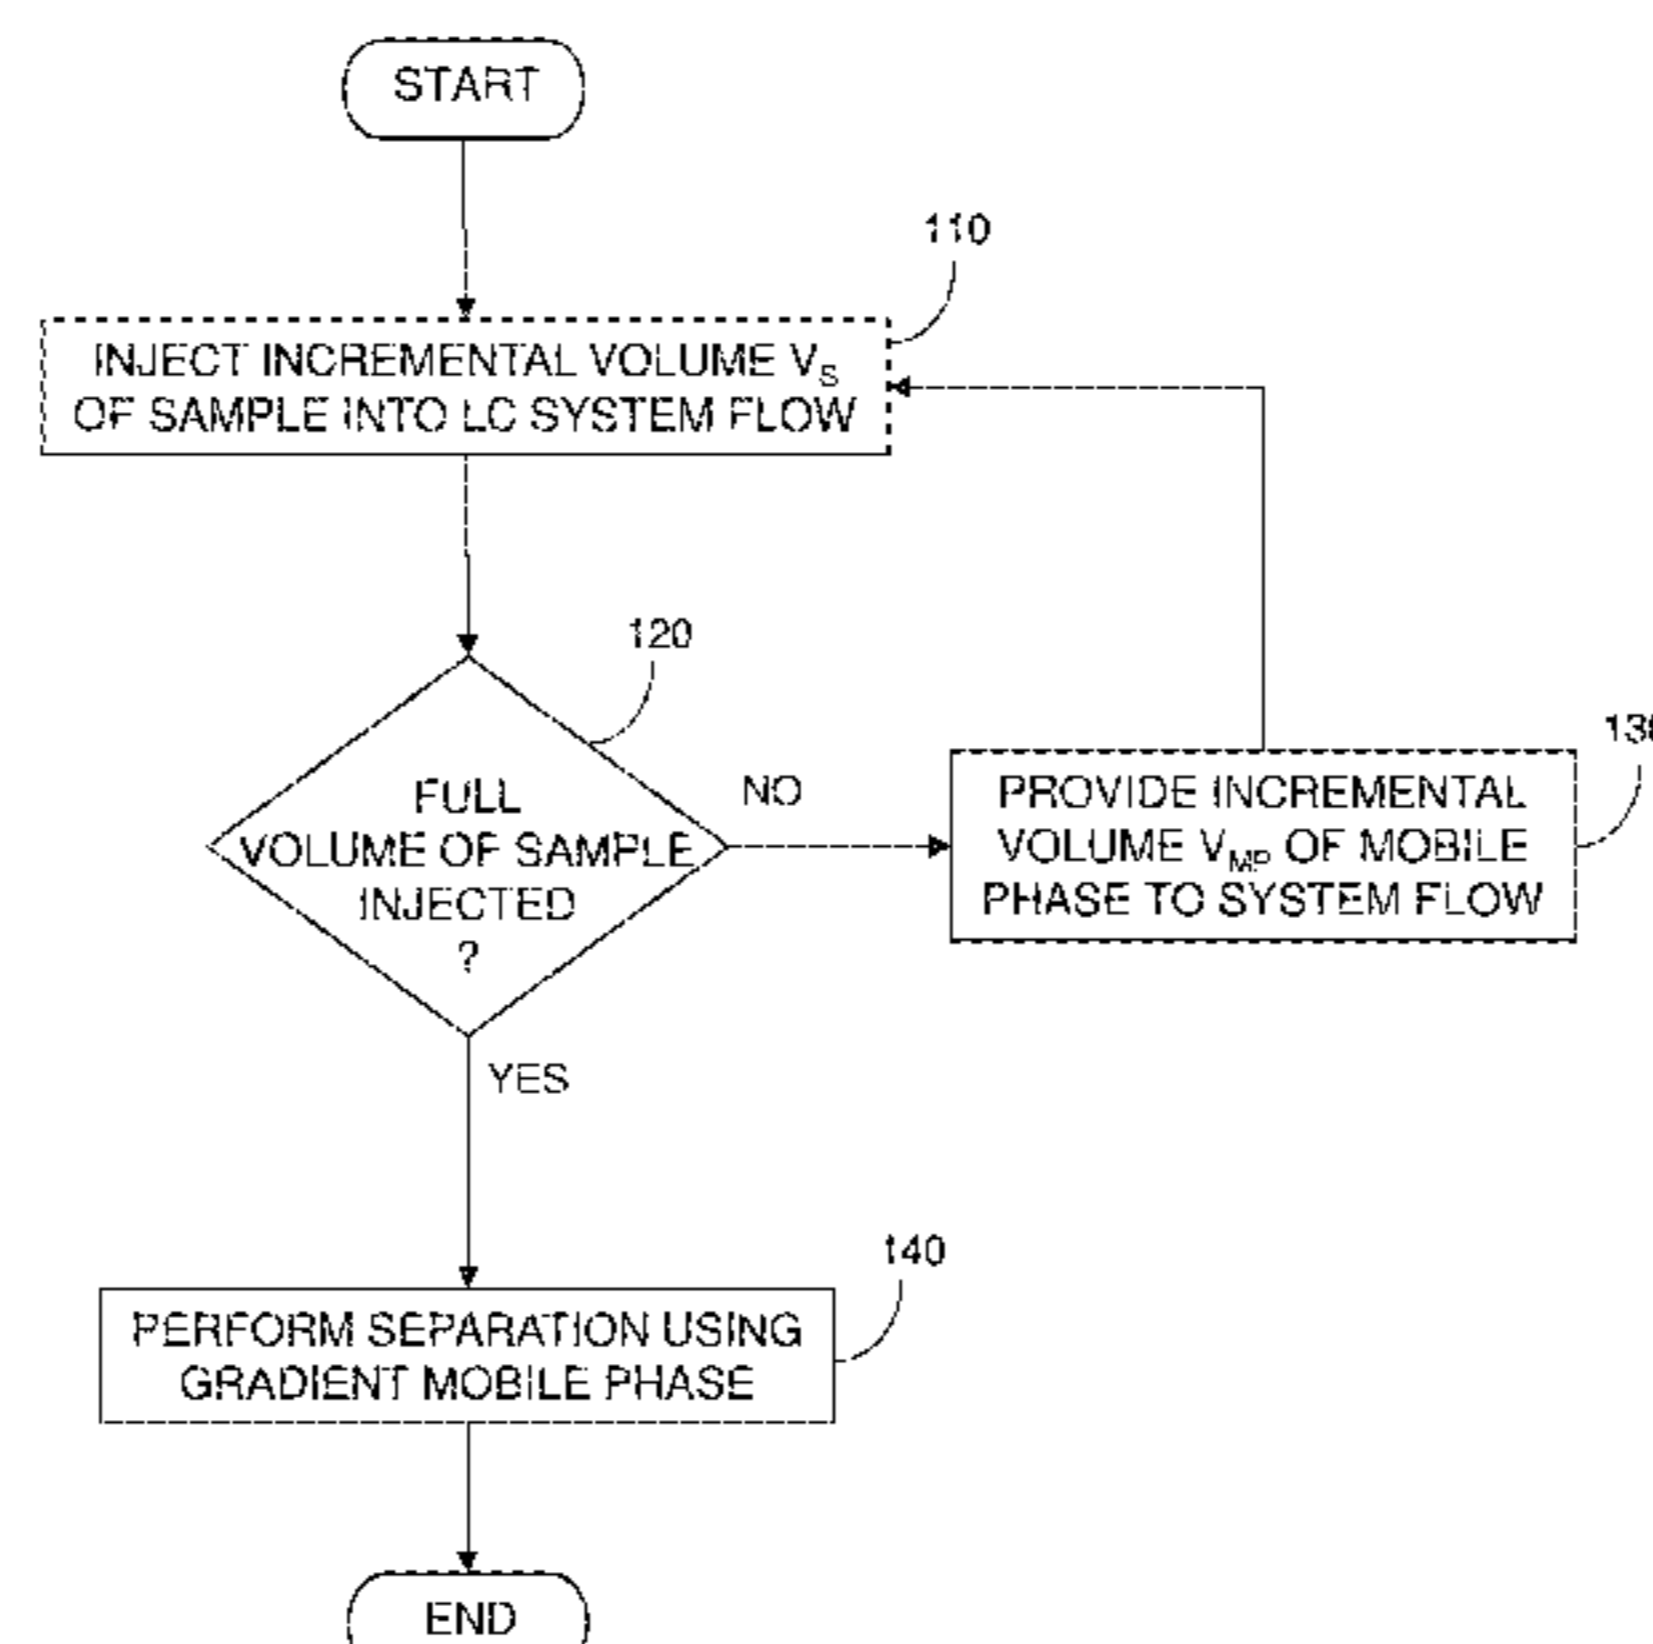 START
110
INJECT INCREMENTAL VOLUME VS
OF SAMPLE INTO LC SYSTEM FLOW
120
FULL
VOLUME OF SAMPLE
INJECTED
?
NO
130
PROVIDE INCREMENTAL
VOLUME VMP OF MOBILE
PHASE TO SYSTEM FLOW
YES
140
PERFORM SEPARATION USING
GRADIENT MOBILE PHASE
END